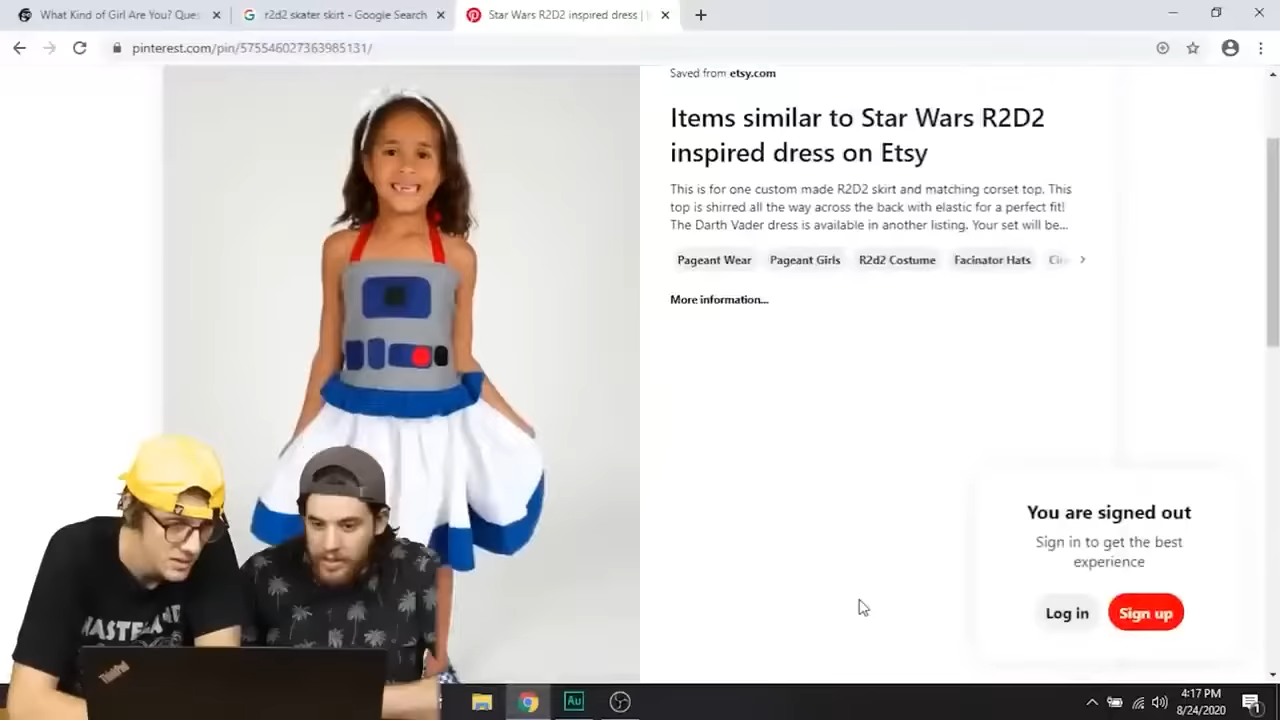 What Kind of Girl Are You? Ques
r2d2 skater skirt - Google Search
Star Wars R2D2 inspired dress |
pinterest.com/pin/575546027363985131/
Saved from etsy.com
Items similar to Star Wars R2D2
inspired dress on Etsy
This is for one custom made R2D2 skirt and matching corset top. This
top is shirred all the way across the back with elastic for a perfect fit!
The Darth Vader dress is available in another listing. Your set will be...
Pageant Wear Pageant Girls R2d2 Costume Facinator Hats
More information...
You are signed out
Sign in to get the best
experience
Log in Sign up
ThinkPad
Au
4:17 PM
8/24/2020